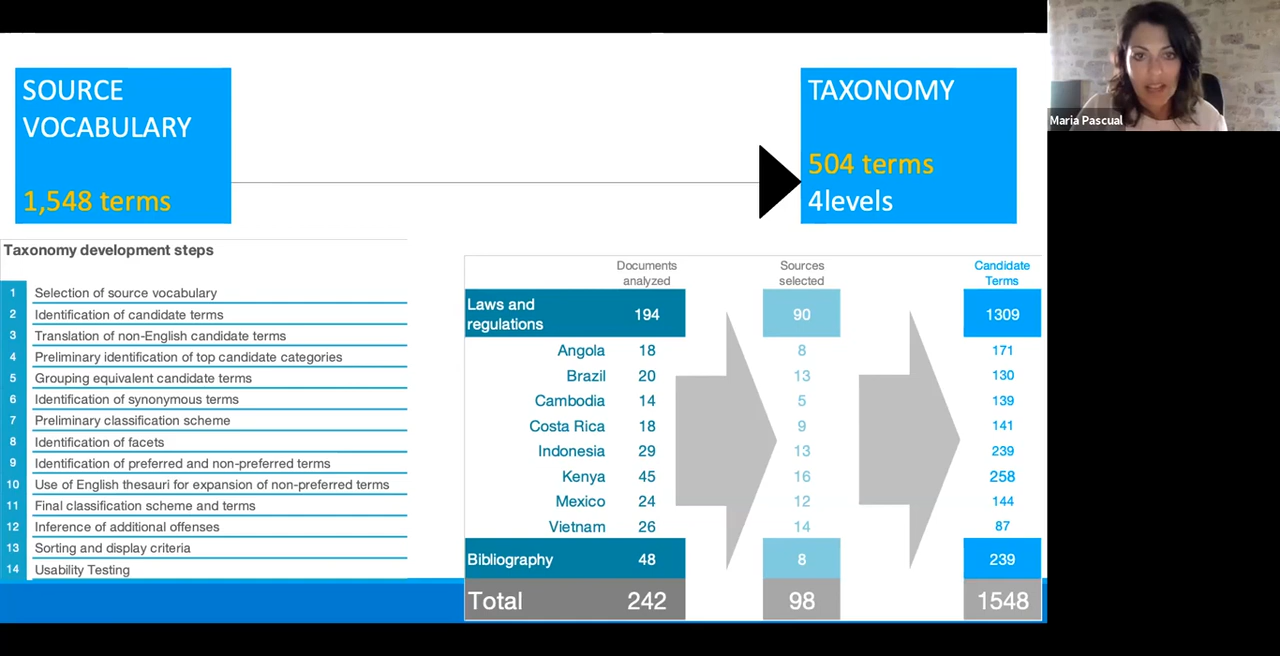 SOURCE
VOCABULARY
1,548 terms
TAXONOMY
504 terms
4levels
Maria Pascual
Taxonomy development steps
1 Selection of source vocabulary
2 Identification of candidate terms
3 Translation of non-English candidate terms
4 Preliminary identification of top candidate categories
5 Grouping equivalent candidate terms
6 Identification of synonymous terms
7 Preliminary classification scheme
8 Identification of facets
9 Identification of preferred and non-preferred terms
10 Use of English thesauri for expansion of non-preferred terms
11 Final classification scheme and terms
12 Inference of additional offenses
13 Sorting and display criteria
14 Usability Testing
Documents Sources Candidate
analyzed selected Terms
Laws and
regulations 194 90 1309
Angola 18 8 171
Brazil 20 13 130
Cambodia 14 5 139
Costa Rica 18 9 141
Indonesia 29 13 239
Kenya 45 16 258
Mexico 24 12 144
Vietnam 26 14 87
Bibliography 48 8 239
Total 242 98 1548